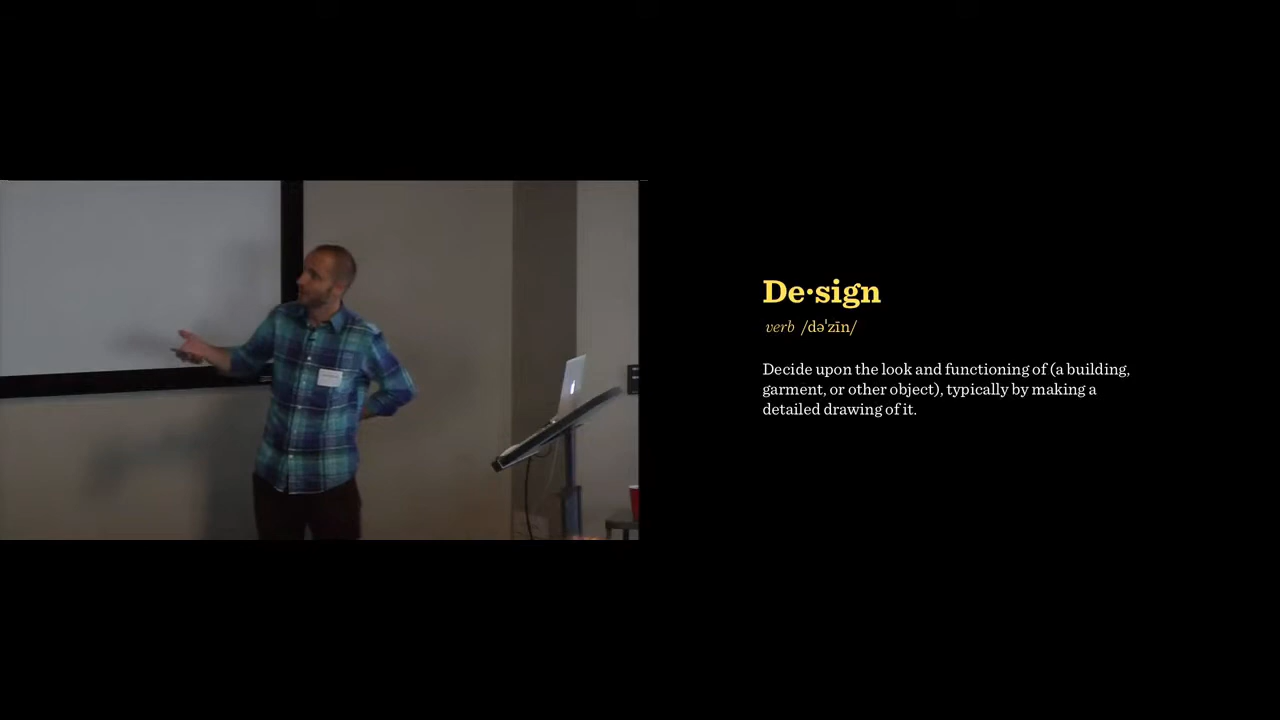 De·sign
verb /dəˈzīn/
Decide upon the look and functioning of (a building,
garment, or other object), typically by making a
detailed drawing of it.